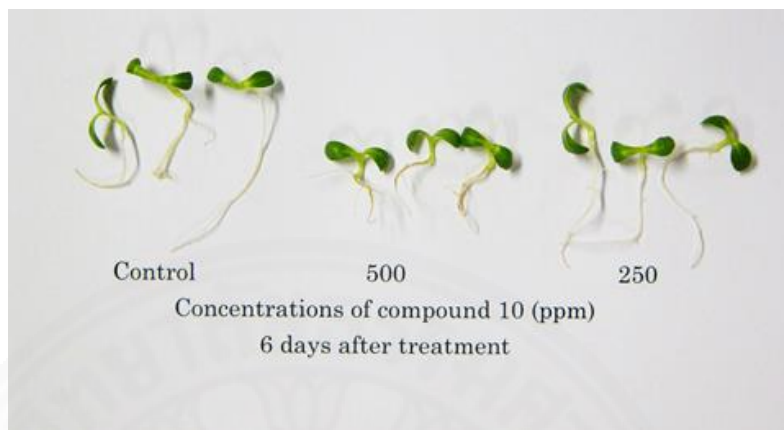 Control 500 250
Concentrations of compound 10 (ppm)
6 days after treatment